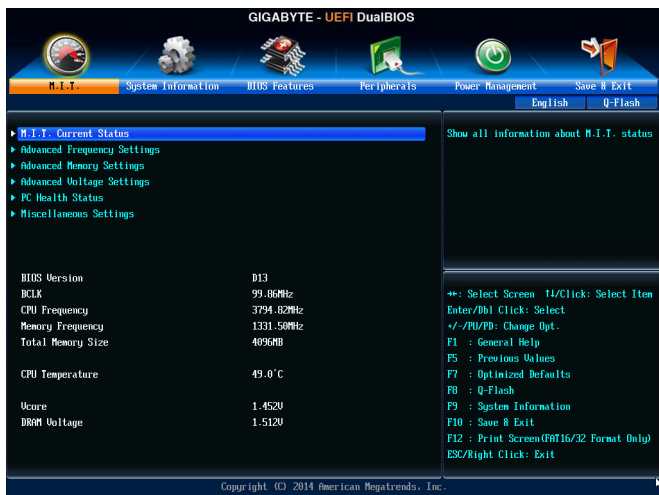 GIGABYTE - UEFI DualBIOS
M.I.T. System Information BIOS Features Peripherals Power Management Save & Exit
English Q-Flash
M.I.T. Current Status
Advanced Frequency Settings
Advanced Memory Settings
Advanced Voltage Settings
PC Health Status
Miscellaneous Settings
Show all information about M.I.T. status
BIOS Version D13
BCLK 99.86MHz
CPU Frequency 3794.82MHz
Memory Frequency 1331.50MHz
Total Memory Size 4096MB
CPU Temperature 49.0°C
Vcore 1.452V
DRAM Voltage 1.512V
→←: Select Screen ↑↓/Click: Select Item
Enter/Dbl Click: Select
+/-/PU/PD: Change Opt.
F1 : General Help
F5 : Previous Values
F7 : Optimized Defaults
F8 : Q-Flash
F9 : System Information
F10 : Save & Exit
F12 : Print Screen(FAT16/32 Format Only)
ESC/Right Click: Exit
Copyright (C) 2014 American Megatrends, Inc.